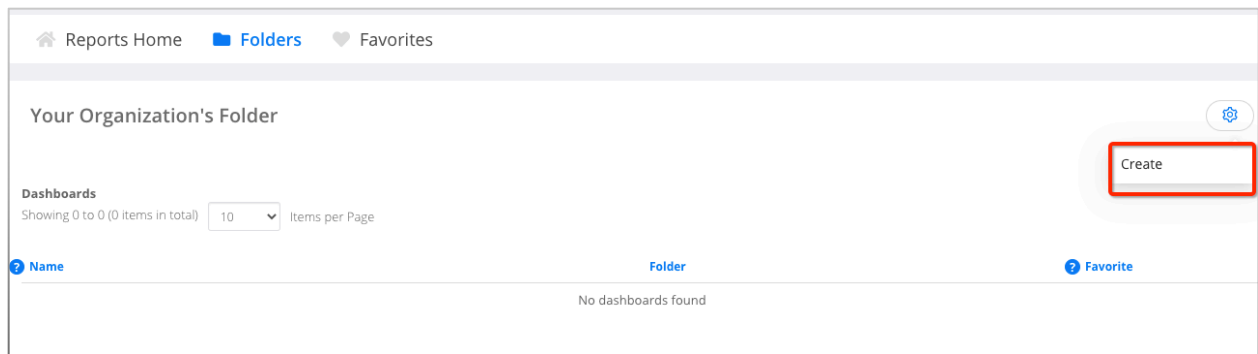 Reports Home Folders Favorites
Your Organization's Folder
Create
Dashboards
Showing 0 to 0 (0 items in total) 10 Items per Page
? Name Folder ? Favorite
No dashboards found